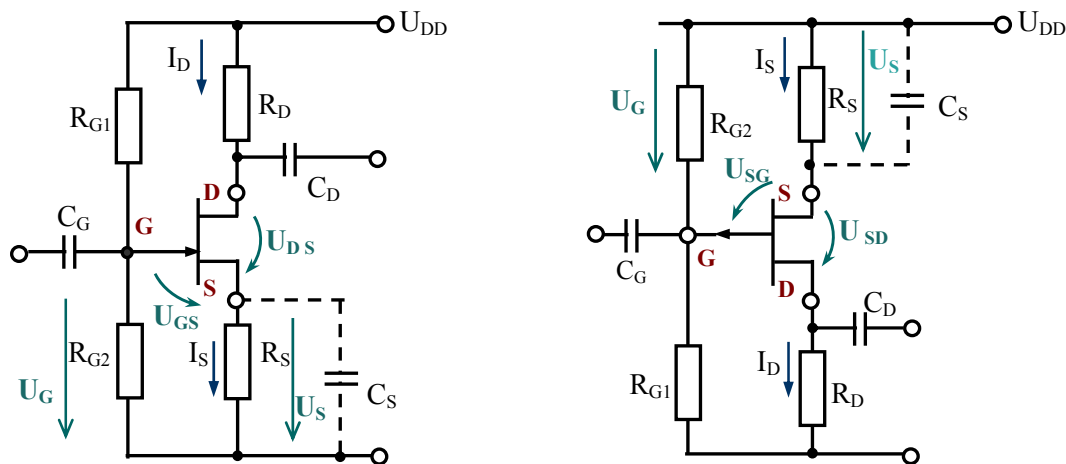 U_DD
I_D
R_D
R_G1
C_D
D
C_G
G
U_DS
S
U_GS
R_G2
I_S
R_S
U_G
U_S
C_S
U_DD
I_S
U_S
U_G
R_S
C_S
R_G2
U_SG
S
U_SD
C_G
G
D
C_D
I_D
R_G1
R_D